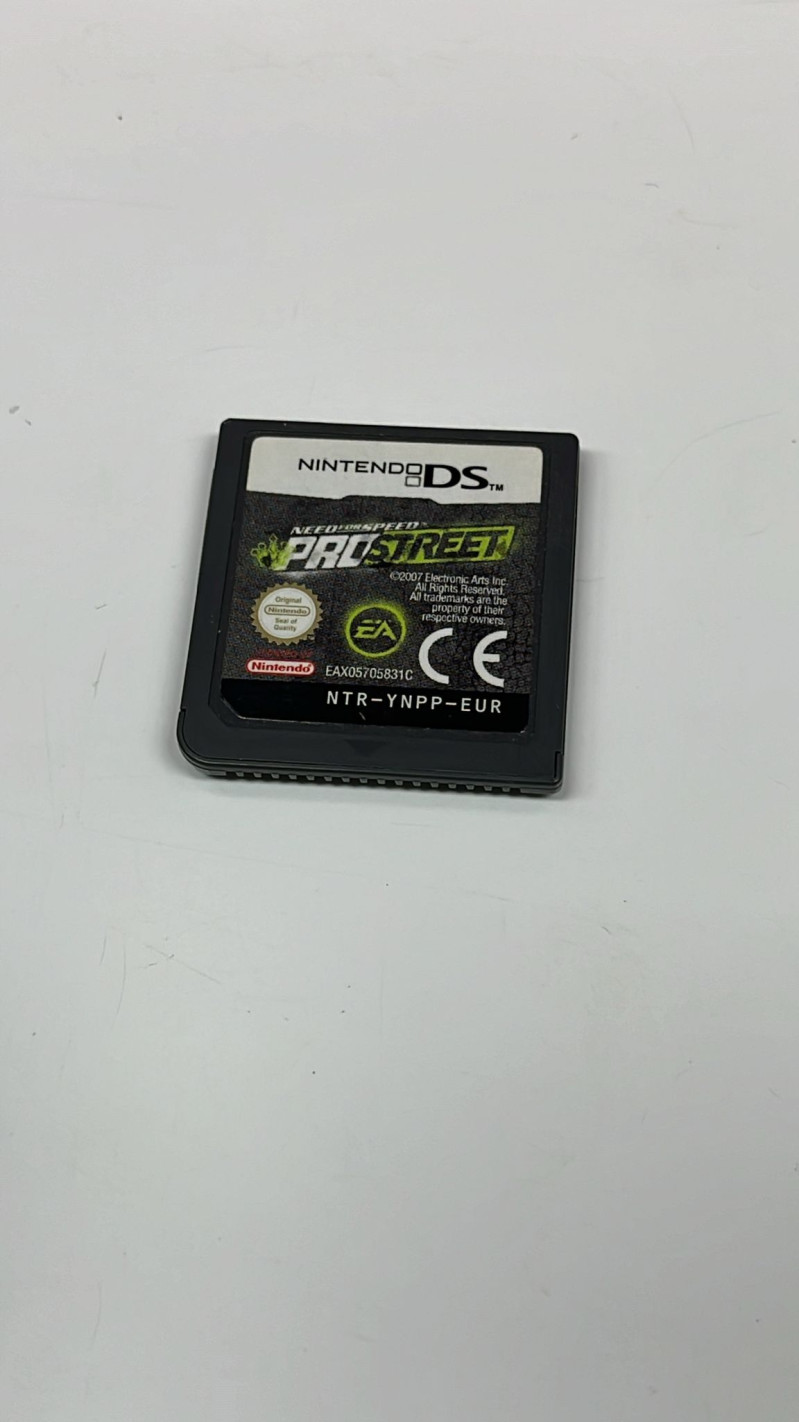 NINTENDO DS™
NEED FOR SPEED™
PROSTREET
©2007 Electronic Arts Inc.
All Rights Reserved.
All trademarks are the
property of their
respective owners.
Original
Nintendo
Seal of
Quality
EA
CE
Nintendo
EAX05705831C
NTR-YNPP-EUR